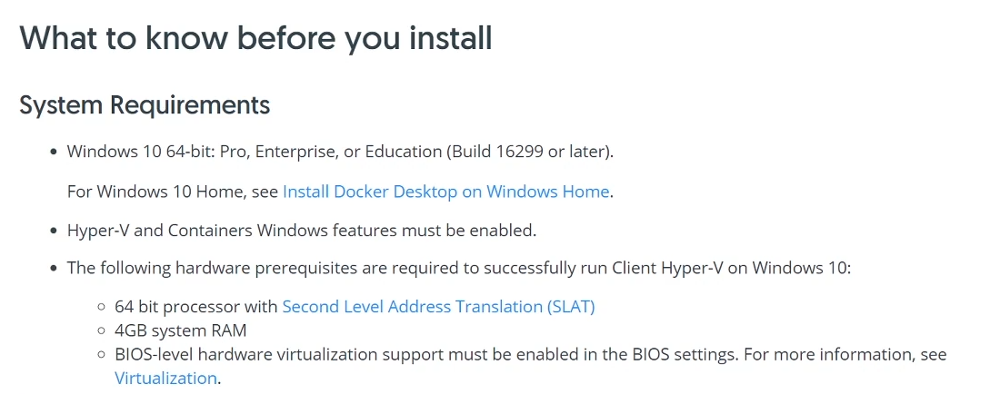 What to know before you install
System Requirements
Windows 10 64-bit: Pro, Enterprise, or Education (Build 16299 or later).
For Windows 10 Home, see Install Docker Desktop on Windows Home.
Hyper-V and Containers Windows features must be enabled.
The following hardware prerequisites are required to successfully run Client Hyper-V on Windows 10:
64 bit processor with Second Level Address Translation (SLAT)
4GB system RAM
BIOS-level hardware virtualization support must be enabled in the BIOS settings. For more information, see
Virtualization.